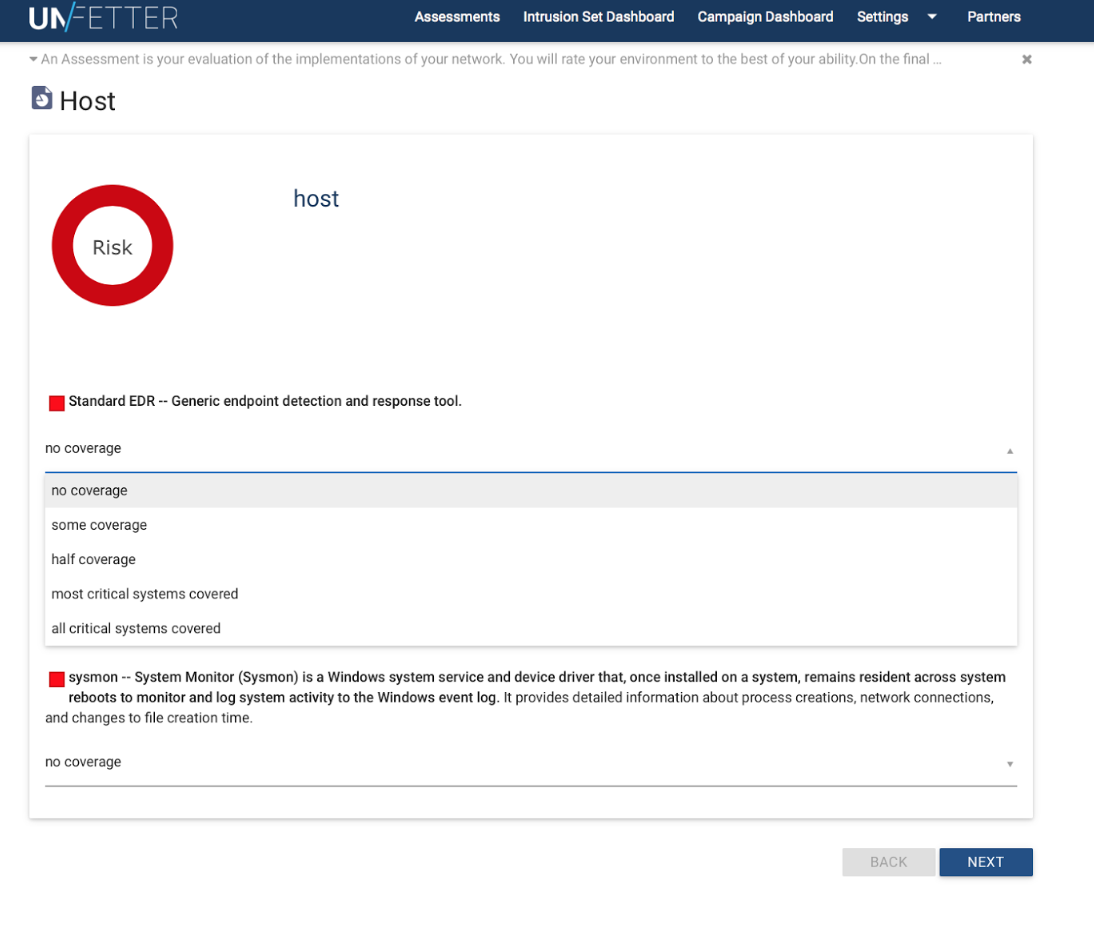 UN/FETTER
Assessments Intrusion Set Dashboard Campaign Dashboard Settings Partners
An Assessment is your evaluation of the implementations of your network. You will rate your environment to the best of your ability.On the final ...
Host
host
Risk
Standard EDR -- Generic endpoint detection and response tool.
no coverage
no coverage
some coverage
half coverage
most critical systems covered
all critical systems covered
sysmon -- System Monitor (Sysmon) is a Windows system service and device driver that, once installed on a system, remains resident across system
reboots to monitor and log system activity to the Windows event log. It provides detailed information about process creations, network connections,
and changes to file creation time.
no coverage
BACK NEXT